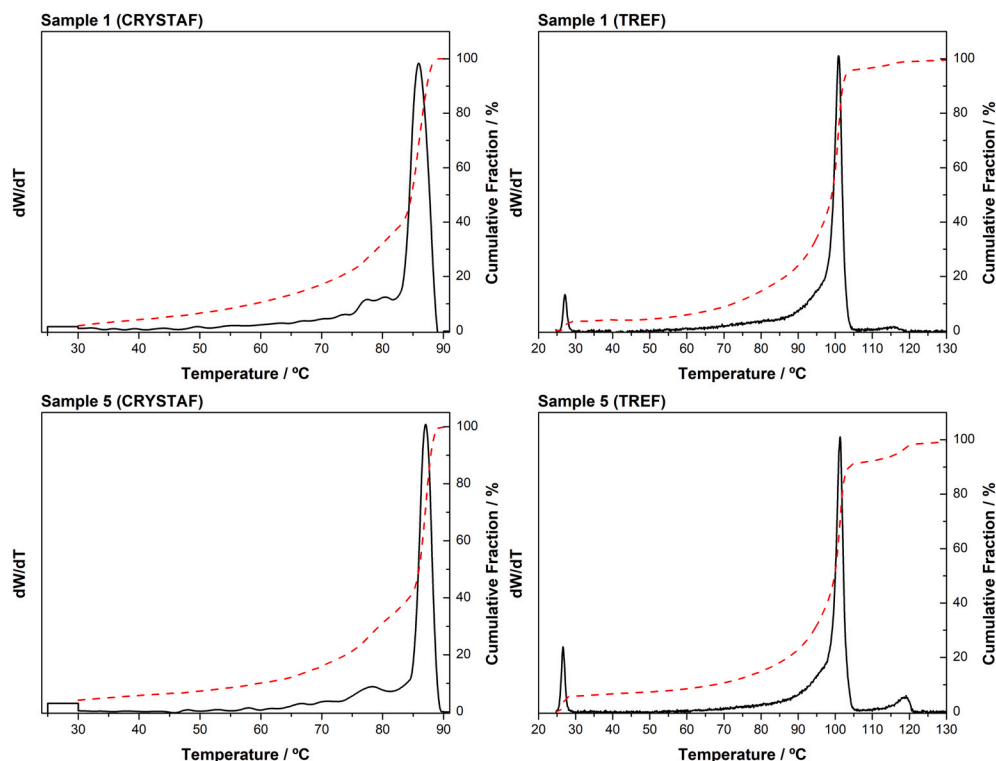 Sample 1 (CRYSTAF)
dW/dT
100
80
60
40
20
0
Cumulative Fraction / %
30 40 50 60 70 80 90
Temperature / ºC
Sample 1 (TREF)
dW/dT
100
80
60
40
20
0
Cumulative Fraction / %
20 30 40 50 60 70 80 90 100 110 120 130
Temperature / ºC
Sample 5 (CRYSTAF)
dW/dT
100
80
60
40
20
0
Cumulative Fraction / %
30 40 50 60 70 80 90
Temperature / ºC
Sample 5 (TREF)
dW/dT
100
80
60
40
20
0
Cumulative Fraction / %
20 30 40 50 60 70 80 90 100 110 120 130
Temperature / ºC